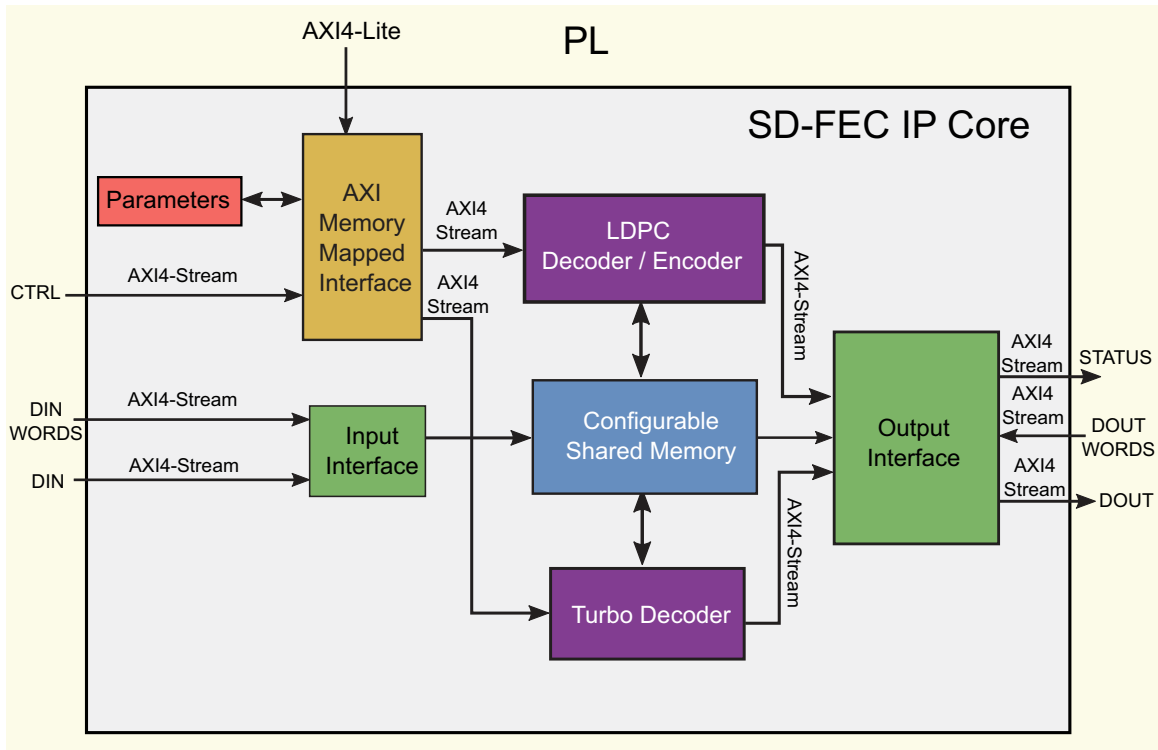 AXI4-Lite
PL
SD-FEC IP Core
Parameters
AXI
Memory
Mapped
Interface
AXI4
Stream
LDPC
Decoder / Encoder
AXI4-Stream
CTRL
AXI4-Stream
AXI4
Stream
DIN
WORDS
AXI4-Stream
DIN
AXI4-Stream
Input
Interface
Configurable
Shared Memory
Output
Interface
AXI4
Stream
STATUS
AXI4
Stream
DOUT
WORDS
AXI4
Stream
DOUT
AXI4-Stream
Turbo Decoder